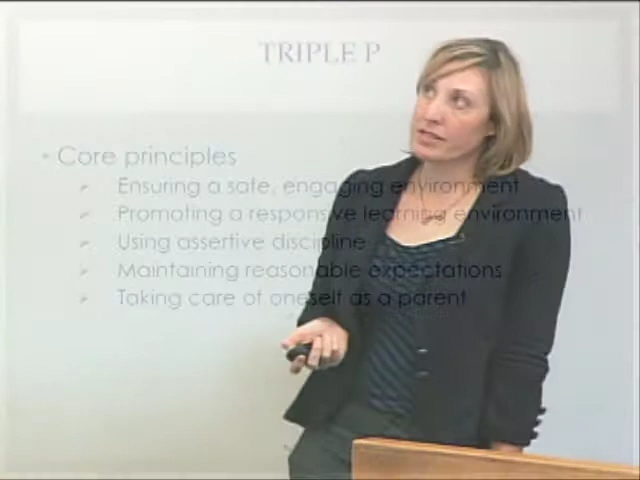 TRIPLE P
• Core principles
➢ Ensuring a safe, engaging environment
➢ Promoting a responsive learning environment
➢ Using assertive discipline
➢ Maintaining reasonable expectations
➢ Taking care of oneself as a parent